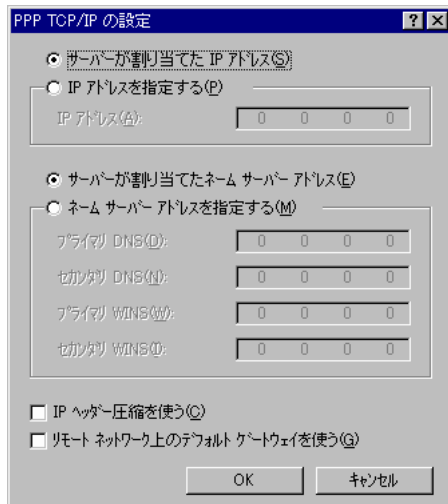 PPP TCP/IP の設定
サーバーが割り当てた IP アドレス(S)
IP アドレスを指定する(P)
IP アドレス(A): 0 0 0 0
サーバーが割り当てたネーム サーバー アドレス(E)
ネーム サーバー アドレスを指定する(M)
プライマリ DNS(D): 0 0 0 0
セカンダリ DNS(N): 0 0 0 0
プライマリ WINS(W): 0 0 0 0
セカンダリ WINS(I): 0 0 0 0
IP ヘッダー圧縮を使う(C)
リモート ネットワーク上のデフォルト ゲートウェイを使う(G)
OK キャンセル